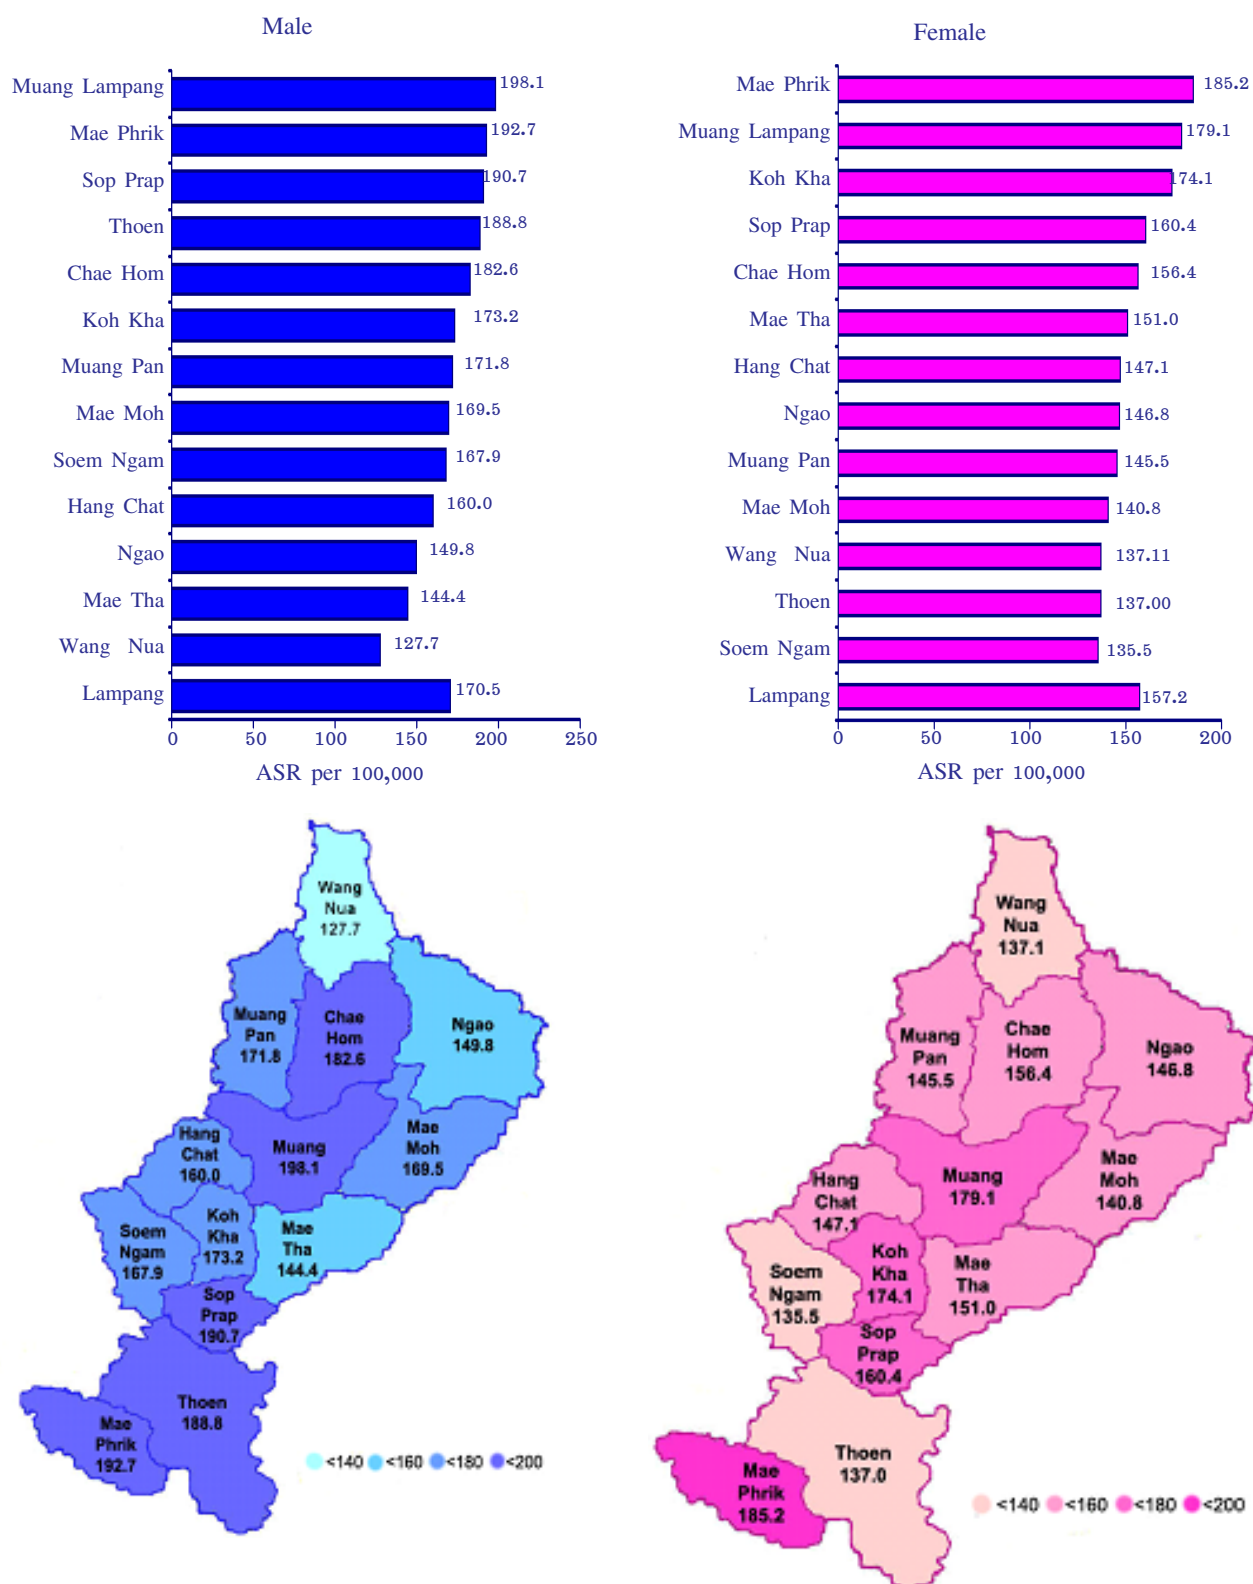 Male
Muang Lampang 198.1
Mae Phrik 192.7
Sop Prap 190.7
Thoen 188.8
Chae Hom 182.6
Koh Kha 173.2
Muang Pan 171.8
Mae Moh 169.5
Soem Ngam 167.9
Hang Chat 160.0
Ngao 149.8
Mae Tha 144.4
Wang Nua 127.7
Lampang 170.5
0 50 100 150 200 250
ASR per 100,000
Female
Mae Phrik 185.2
Muang Lampang 179.1
Koh Kha 174.1
Sop Prap 160.4
Chae Hom 156.4
Mae Tha 151.0
Hang Chat 147.1
Ngao 146.8
Muang Pan 145.5
Mae Moh 140.8
Wang Nua 137.11
Thoen 137.00
Soem Ngam 135.5
Lampang 157.2
0 50 100 150 200
ASR per 100,000
Wang
Nua
127.7
Muang
Pan
171.8
Chae
Hom
182.6
Ngao
149.8
Hang
Chat
160.0
Muang
198.1
Mae
Moh
169.5
Soem
Ngam
167.9
Koh
Kha
173.2
Mae
Tha
144.4
Sop
Prap
190.7
Thoen
188.8
Mae
Phrik
192.7
<140 <160 <180 <200
Wang
Nua
137.1
Muang
Pan
145.5
Chae
Hom
156.4
Ngao
146.8
Hang
Chat
147.1
Muang
179.1
Mae
Moh
140.8
Soem
Ngam
135.5
Koh
Kha
174.1
Mae
Tha
151.0
Sop
Prap
160.4
Thoen
137.0
Mae
Phrik
185.2
<140 <160 <180 <200